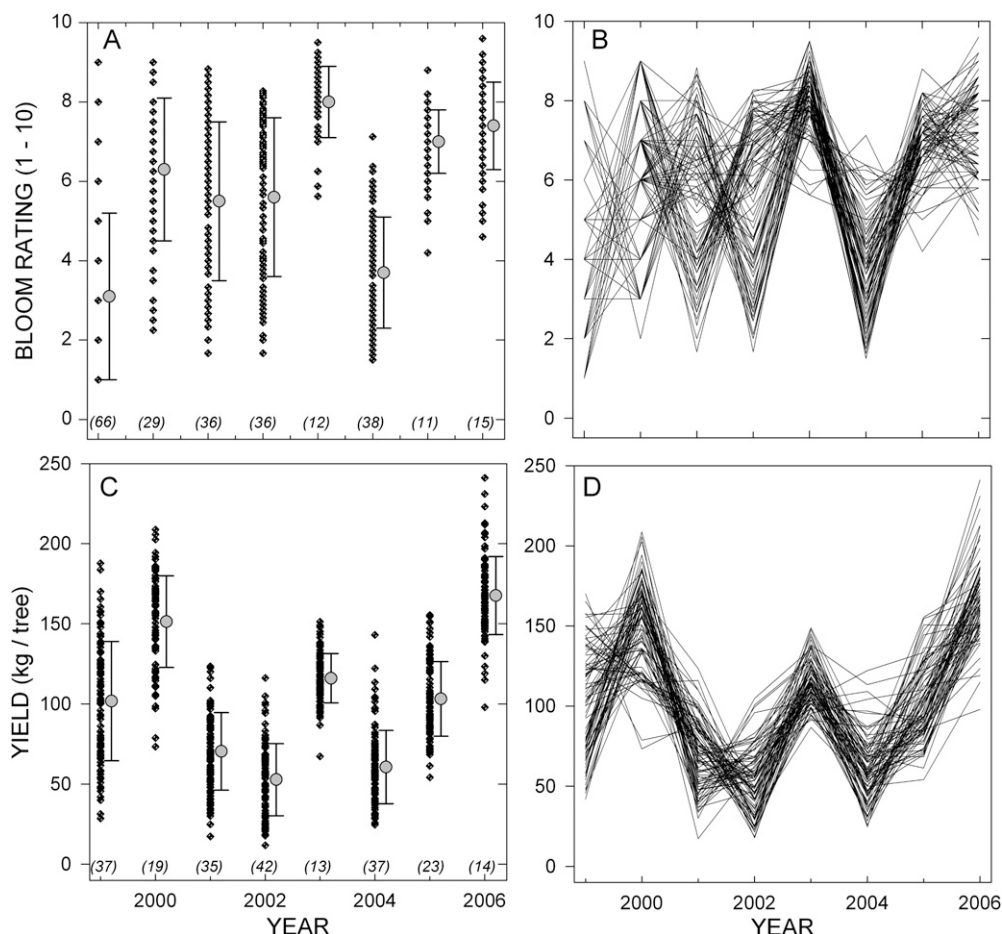 A
B
BLOOM RATING (1 - 10)
10
8
6
4
2
0
(66) (29) (36) (36) (12) (38) (11) (15)
10
8
6
4
2
0
C
D
YIELD (kg / tree)
250
200
150
100
50
0
(37) (19) (35) (42) (13) (37) (23) (14)
2000 2002 2004 2006
YEAR
250
200
150
100
50
0
2000 2002 2004 2006
YEAR